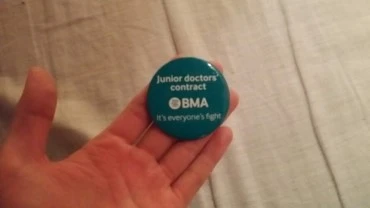 Junior doctors'
contract
BMA
It's everyone's fight